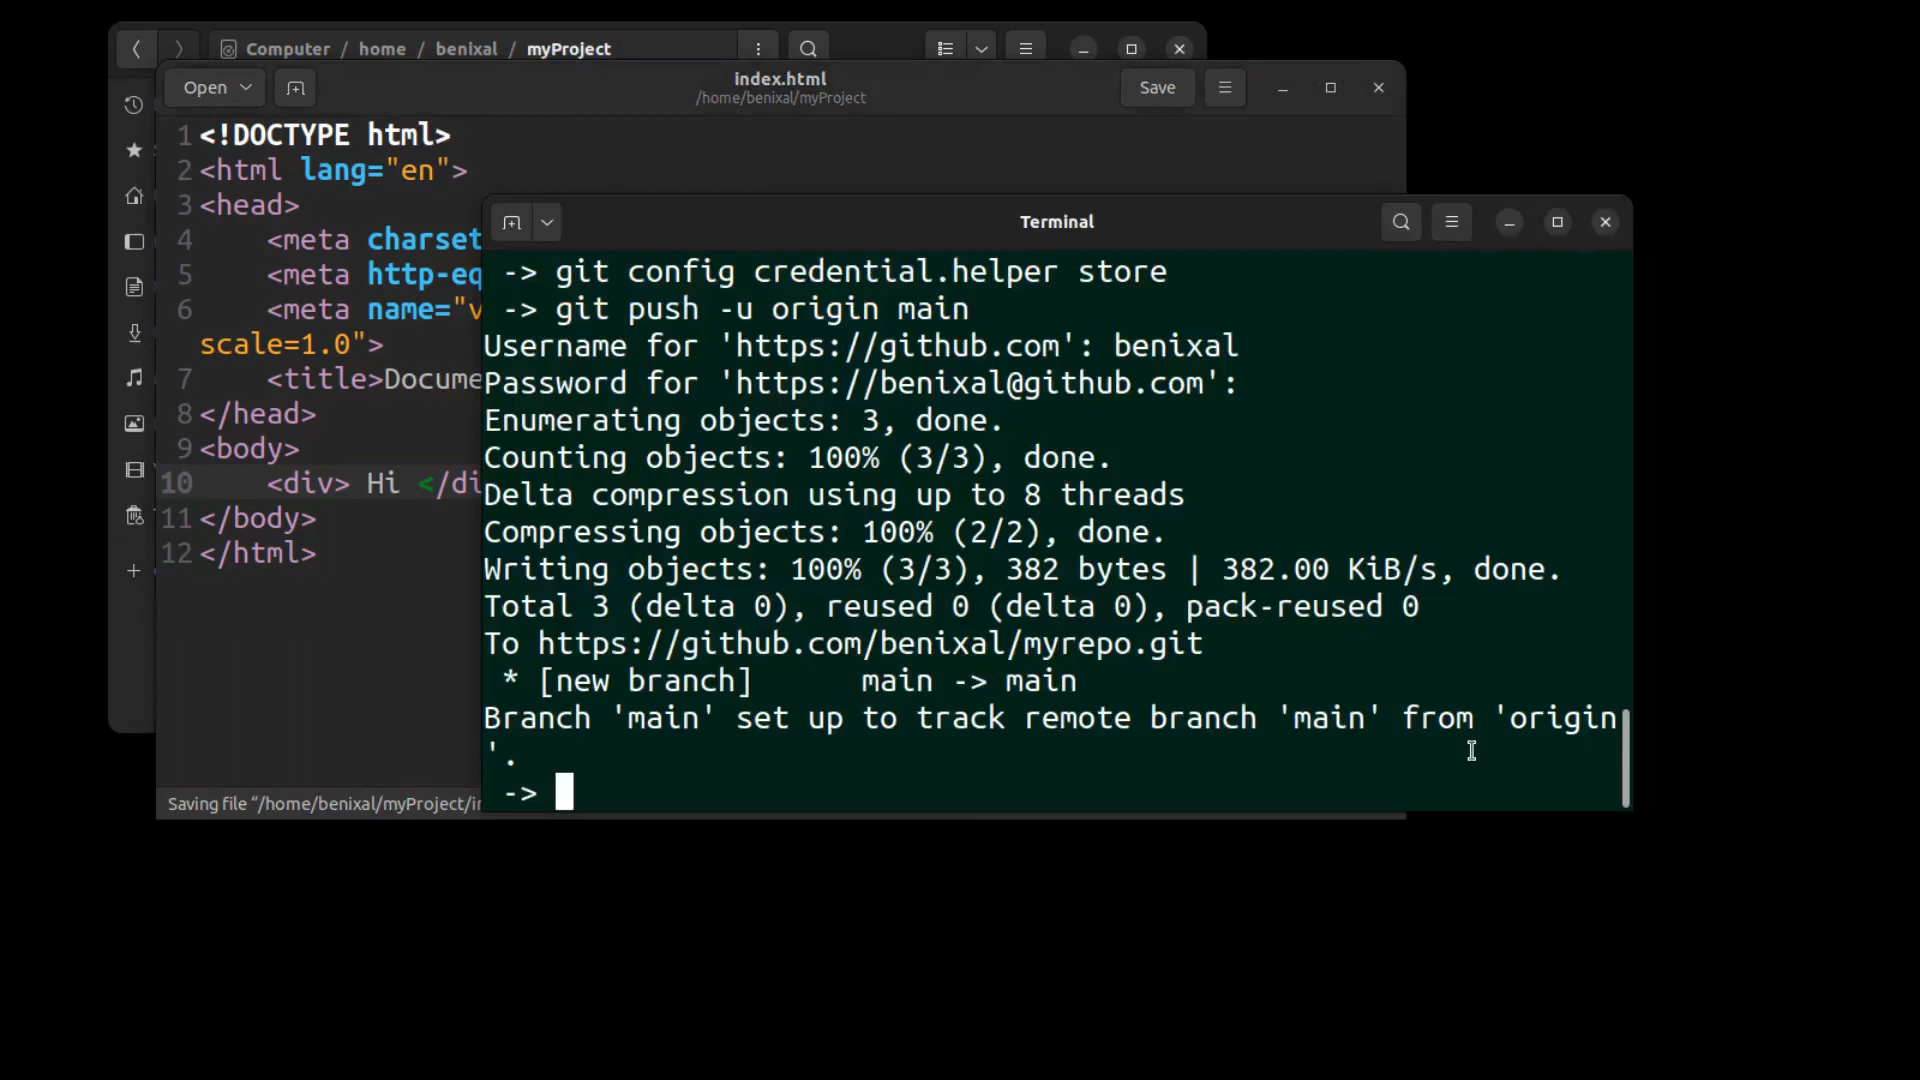 Computer / home / benixal / myProject
Open
index.html
/home/benixal/myProject
Save
1 <!DOCTYPE html>
2 <html lang="en">
3 <head>
4 <meta charset
5 <meta http-eq
6 <meta name="v
scale=1.0">
7 <title>Docume
8 </head>
9 <body>
10 <div> Hi </di
11 </body>
12 </html>
Saving file “/home/benixal/myProject/i
Terminal
-> git config credential.helper store
-> git push -u origin main
Username for 'https://github.com': benixal
Password for 'https://benixal@github.com':
Enumerating objects: 3, done.
Counting objects: 100% (3/3), done.
Delta compression using up to 8 threads
Compressing objects: 100% (2/2), done.
Writing objects: 100% (3/3), 382 bytes | 382.00 KiB/s, done.
Total 3 (delta 0), reused 0 (delta 0), pack-reused 0
To https://github.com/benixal/myrepo.git
* [new branch] main -> main
Branch 'main' set up to track remote branch 'main' from 'origin
'.
->